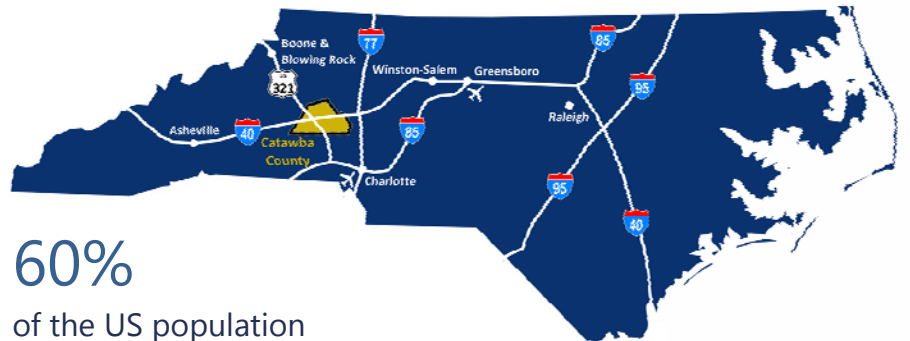 Boone &
Blowing Rock
77
85
Winston-Salem
Greensboro
US
321
95
Raleigh
Asheville
40
85
Catawba
County
Charlotte
95
40
60%
of the US population